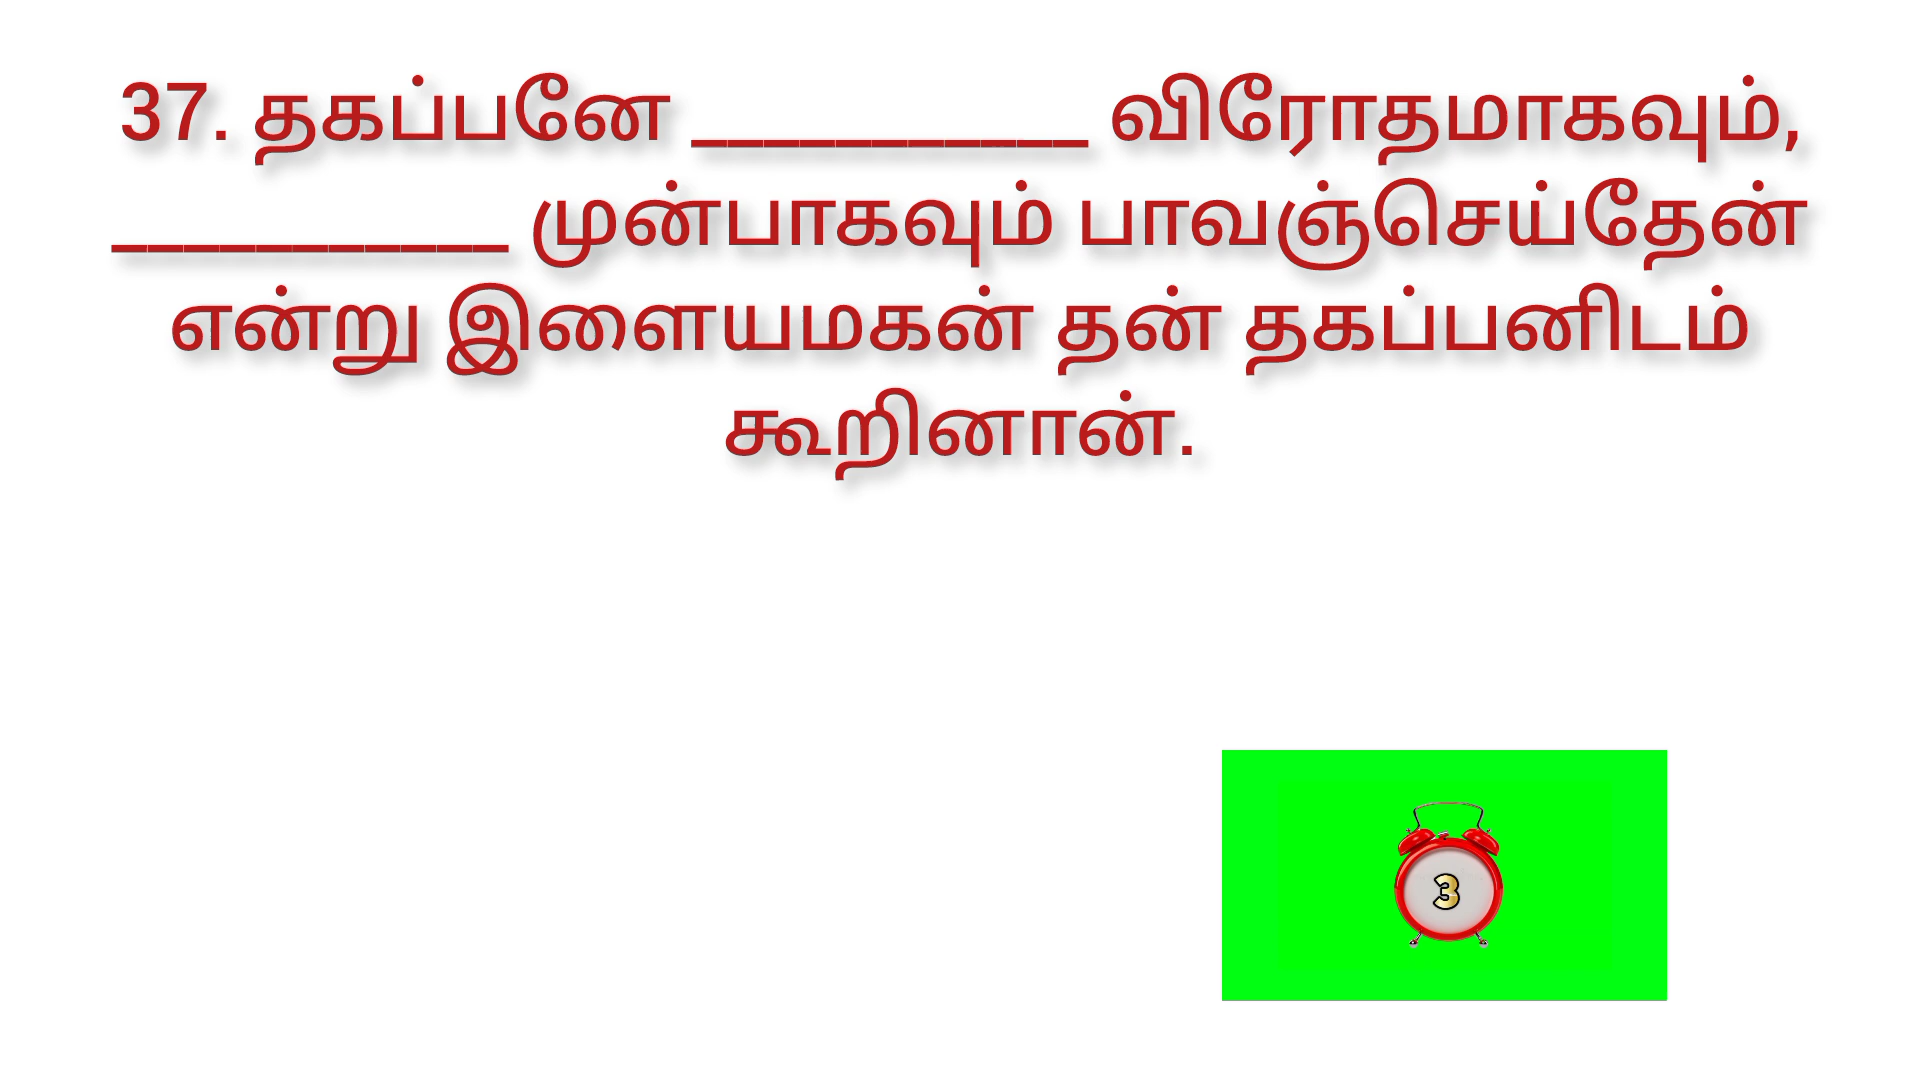 37. தகப்பனே ___________ விரோதமாகவும்,
___________ முன்பாகவும் பாவஞ்செய்தேன்
என்று இளையமகன் தன் தகப்பனிடம்
கூறினான்.
3